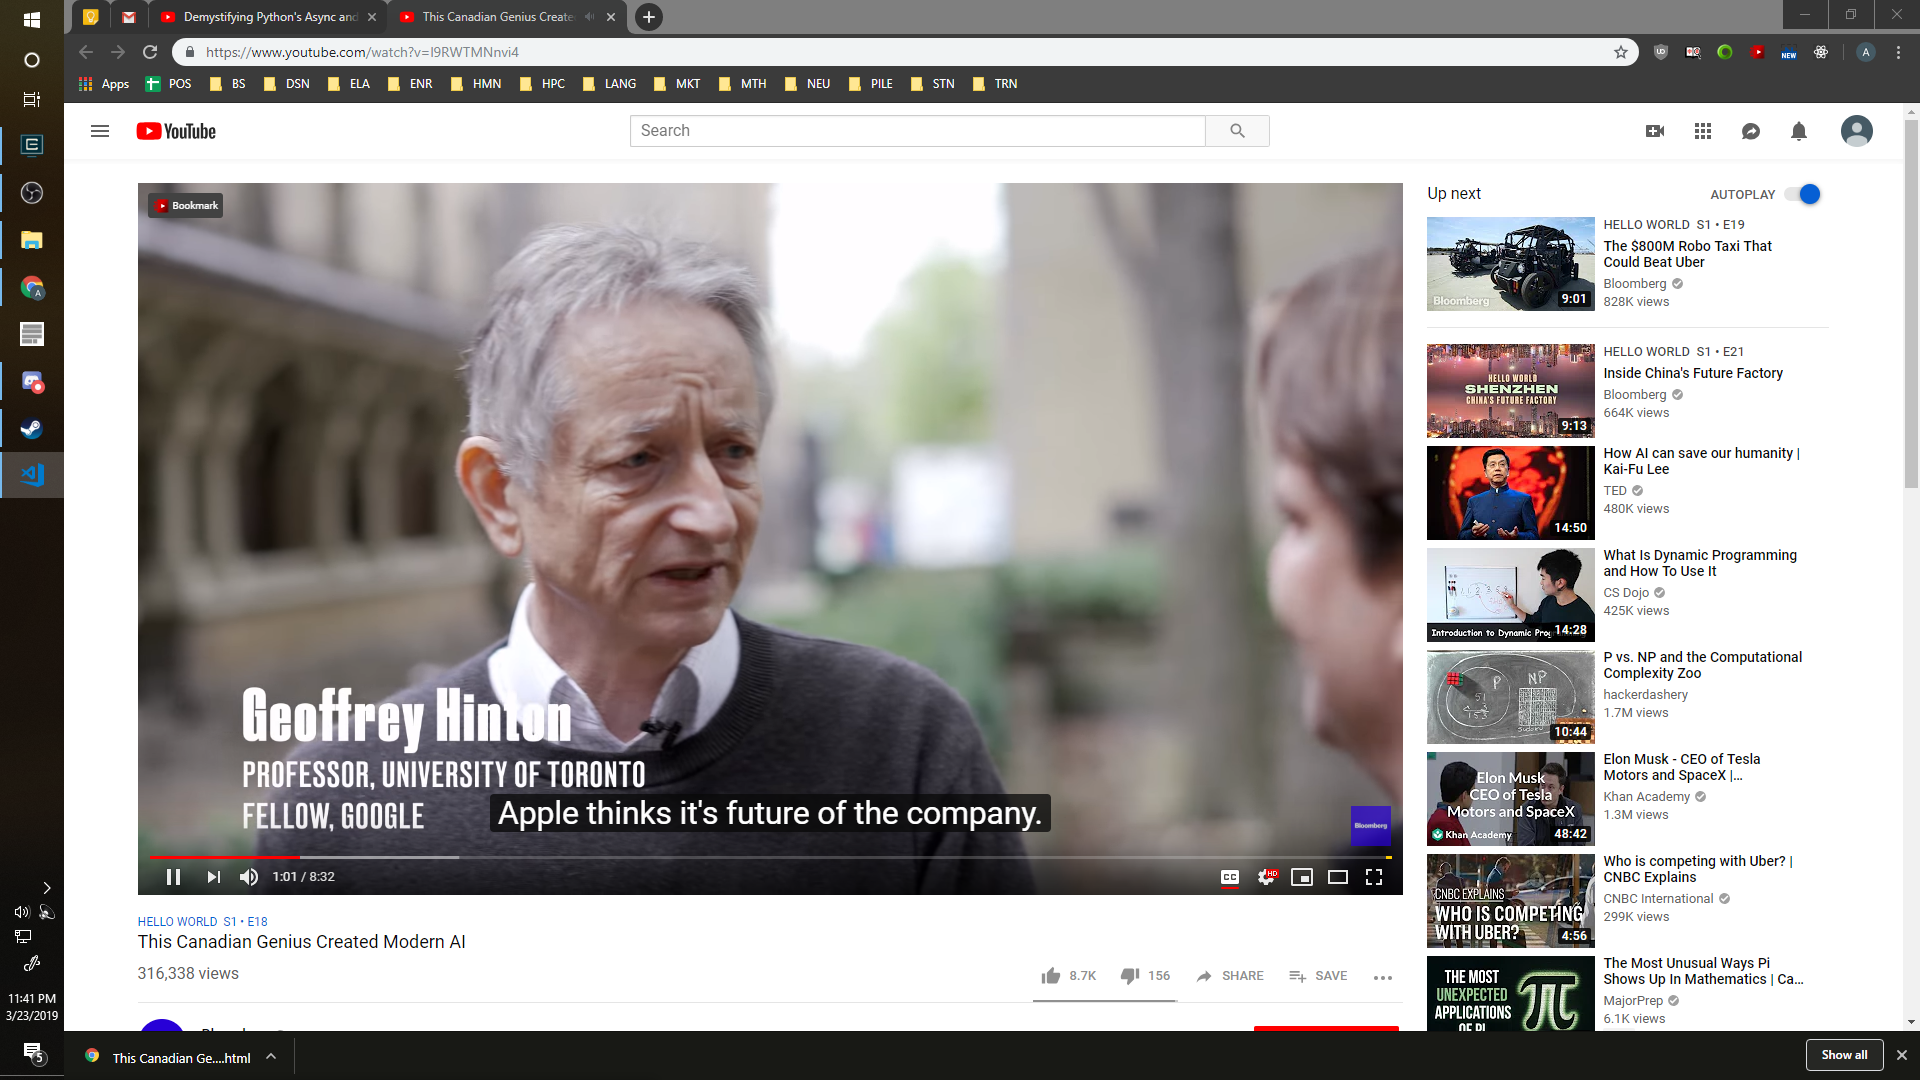 Demystifying Python's Async and
This Canadian Genius Create
https://www.youtube.com/watch?v=I9RWTMNnvi4
Apps
POS
BS
DSN
ELA
ENR
HMN
HPC
LANG
MKT
MTH
NEU
PILE
STN
TRN
NEW
A
YouTube
Search
Bookmark
Geoffrey Hinton
PROFESSOR, UNIVERSITY OF TORONTO
FELLOW, GOOGLE
Apple thinks it's future of the company.
Bloomberg
1:01 / 8:32
CC
HD
HELLO WORLD S1 • E18
This Canadian Genius Created Modern AI
316,338 views
8.7K
156
SHARE
SAVE
Up next
AUTOPLAY
Bloomberg
9:01
HELLO WORLD S1 • E19
The $800M Robo Taxi That
Could Beat Uber
Bloomberg
828K views
HELLO WORLD
SHENZHEN
CHINA'S FUTURE FACTORY
9:13
HELLO WORLD S1 • E21
Inside China's Future Factory
Bloomberg
664K views
14:50
How AI can save our humanity |
Kai-Fu Lee
TED
480K views
Introduction to Dynamic Prog
14:28
What Is Dynamic Programming
and How To Use It
CS Dojo
425K views
P
NP
10:44
P vs. NP and the Computational
Complexity Zoo
hackerdashery
1.7M views
Elon Musk
CEO of Tesla
Motors and SpaceX
Khan Academy
48:42
Elon Musk - CEO of Tesla
Motors and SpaceX |...
Khan Academy
1.3M views
CNBC EXPLAINS
WHO IS COMPETING
WITH UBER?
4:56
Who is competing with Uber? |
CNBC Explains
CNBC International
299K views
THE MOST
UNEXPECTED
APPLICATIONS
OF PI
The Most Unusual Ways Pi
Shows Up In Mathematics | Ca...
MajorPrep
6.1K views
11:41 PM
3/23/2019
5
This Canadian Ge....html
Show all